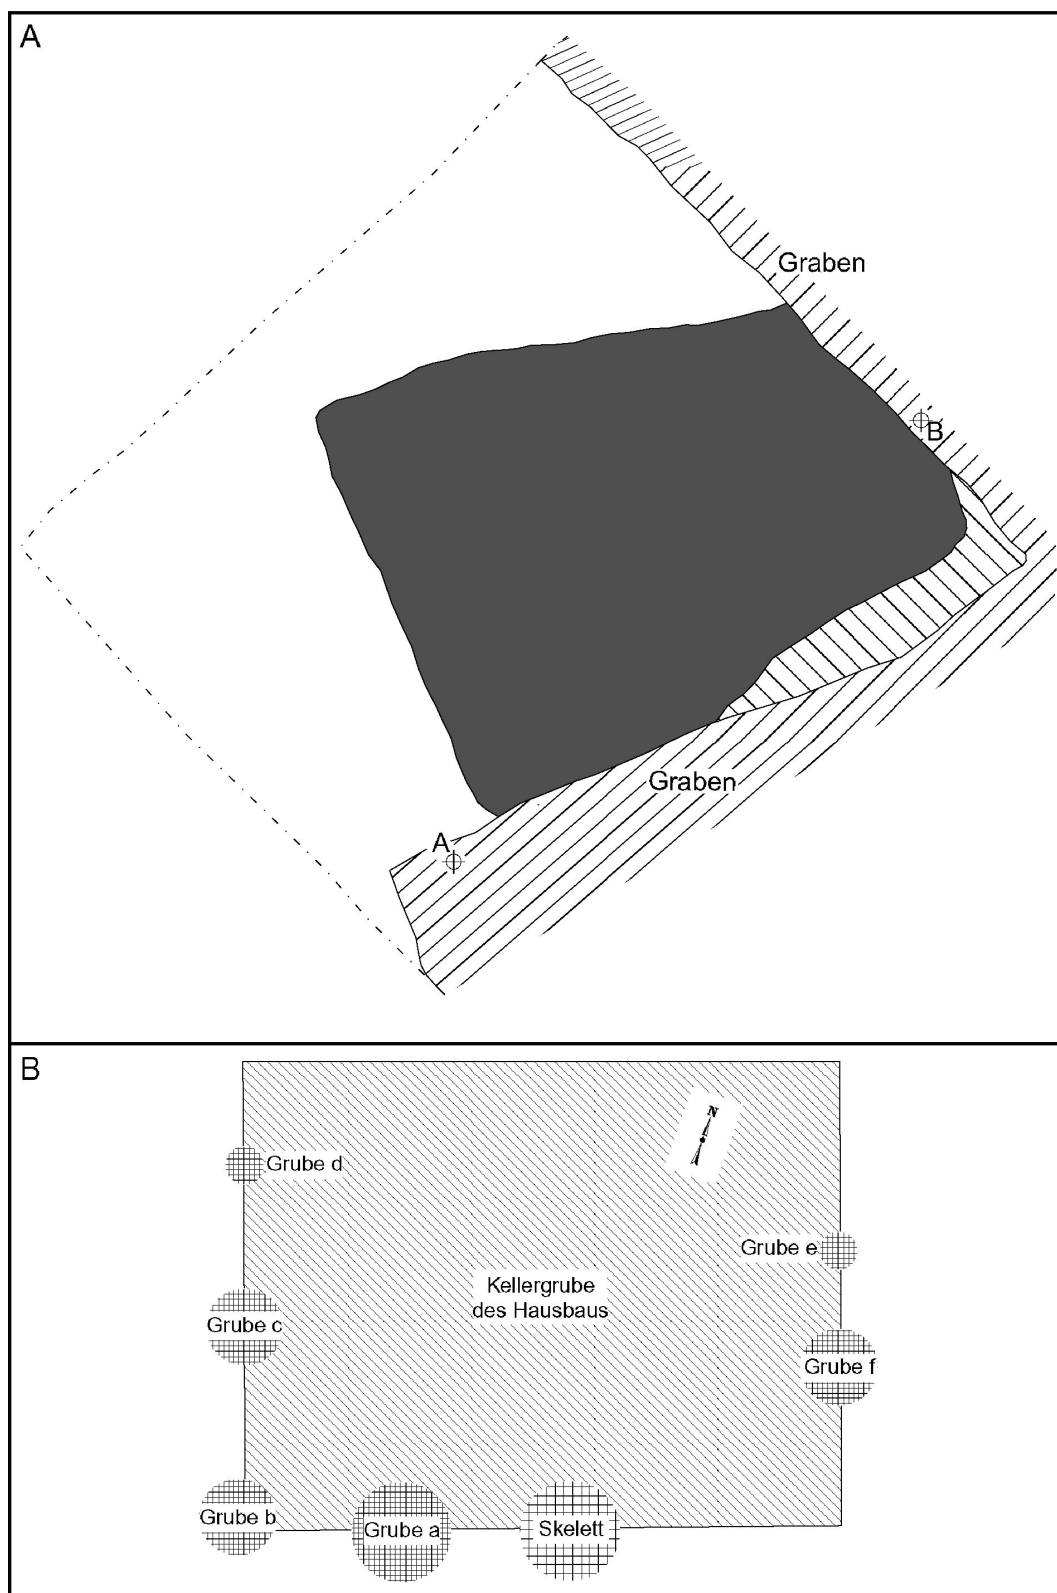 A
Graben
B
Graben
A
B
N
Grube d
Grube e
Kellergrube
des Hausbaus
Grube c
Grube f
Grube b
Grube a
Skelett